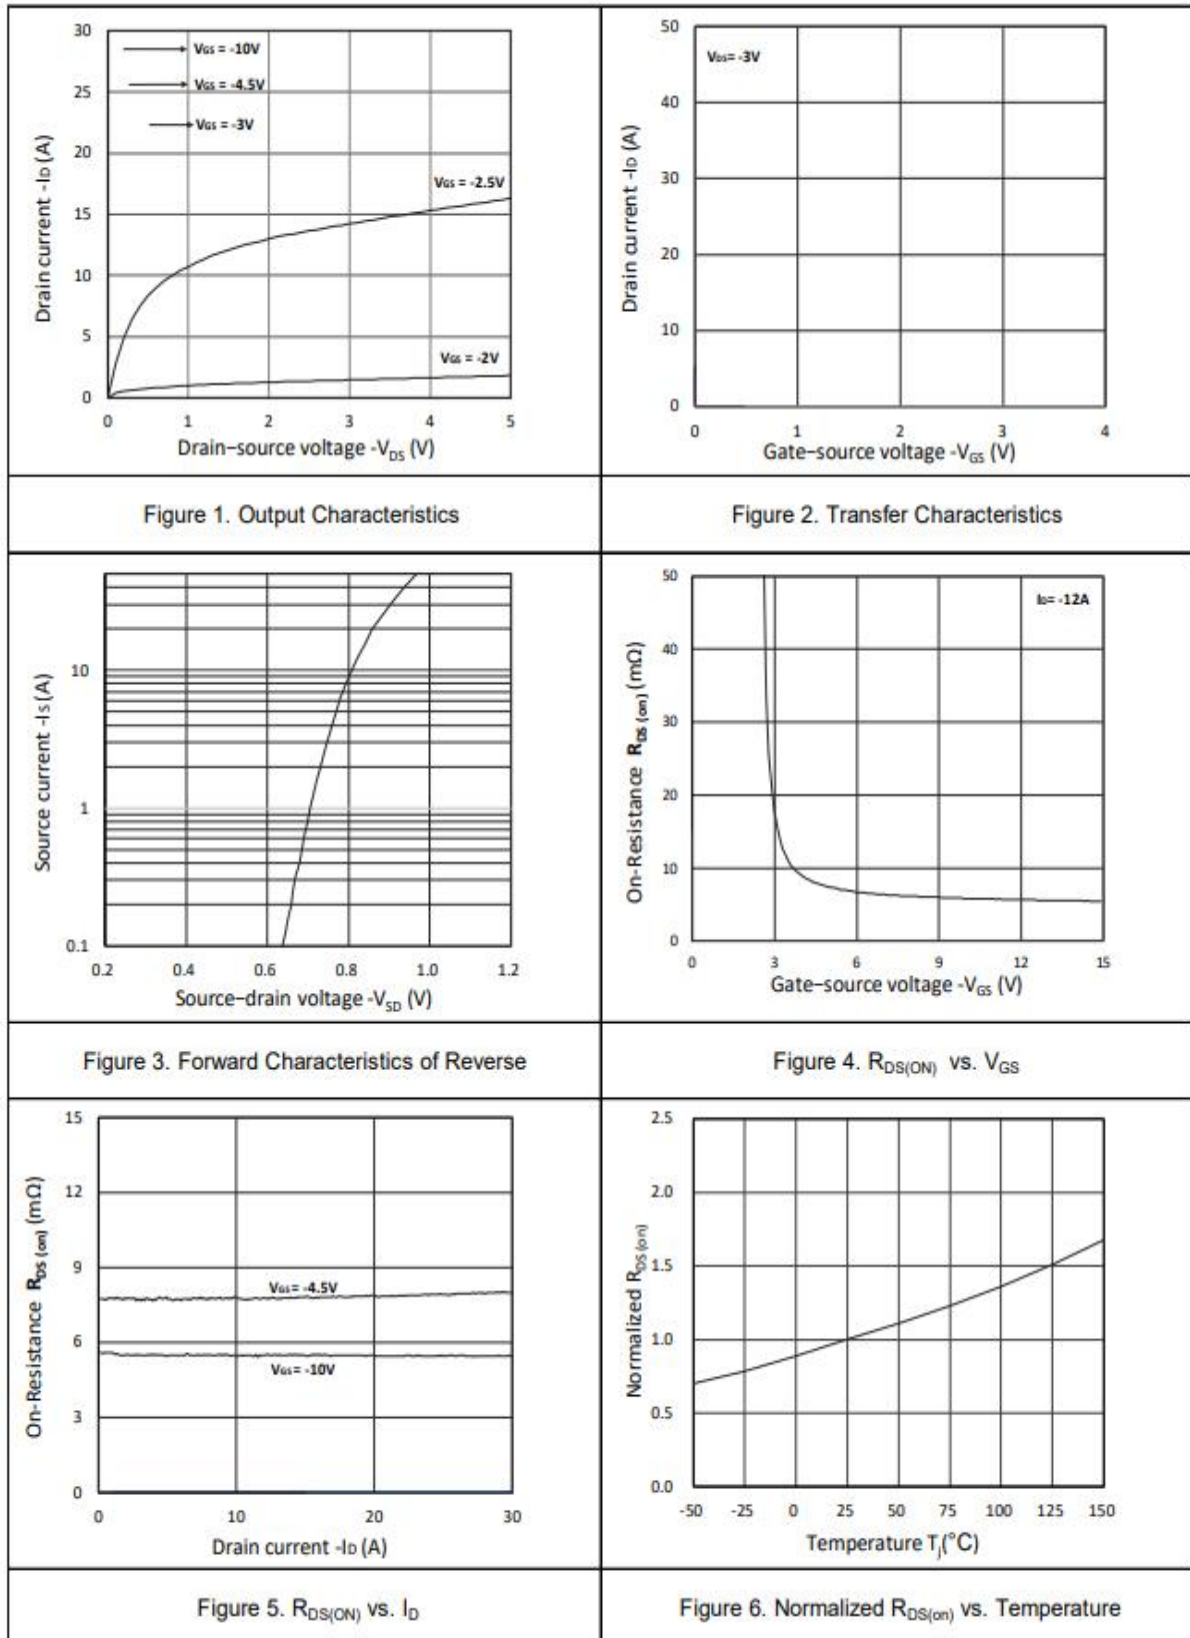 30
25
20
15
10
5
0
0 1 2 3 4 5
Drain current -ID (A)
VGS = -10V
VGS = -4.5V
VGS = -3V
VGS = -2.5V
VGS = -2V
Drain−source voltage -VDS (V)
Figure 1. Output Characteristics
50
40
30
20
10
0
0 1 2 3 4
Drain current -ID (A)
VDS= -3V
Gate−source voltage -VGS (V)
Figure 2. Transfer Characteristics
10
1
0.1
0.2 0.4 0.6 0.8 1.0 1.2
Source current -IS (A)
Source−drain voltage -VSD (V)
Figure 3. Forward Characteristics of Reverse
50
40
30
20
10
0
0 3 6 9 12 15
On-Resistance RDS (on) (mΩ)
ID= -12A
Gate−source voltage -VGS (V)
Figure 4. RDS(ON) vs. VGS
15
12
9
6
3
0
0 10 20 30
On-Resistance RDS (on) (mΩ)
VGS= -4.5V
VGS= -10V
Drain current -ID (A)
Figure 5. RDS(ON) vs. ID
2.5
2.0
1.5
1.0
0.5
0.0
-50 -25 0 25 50 75 100 125 150
Normalized RDS (on)
Temperature Tj(°C)
Figure 6. Normalized RDS(on) vs. Temperature